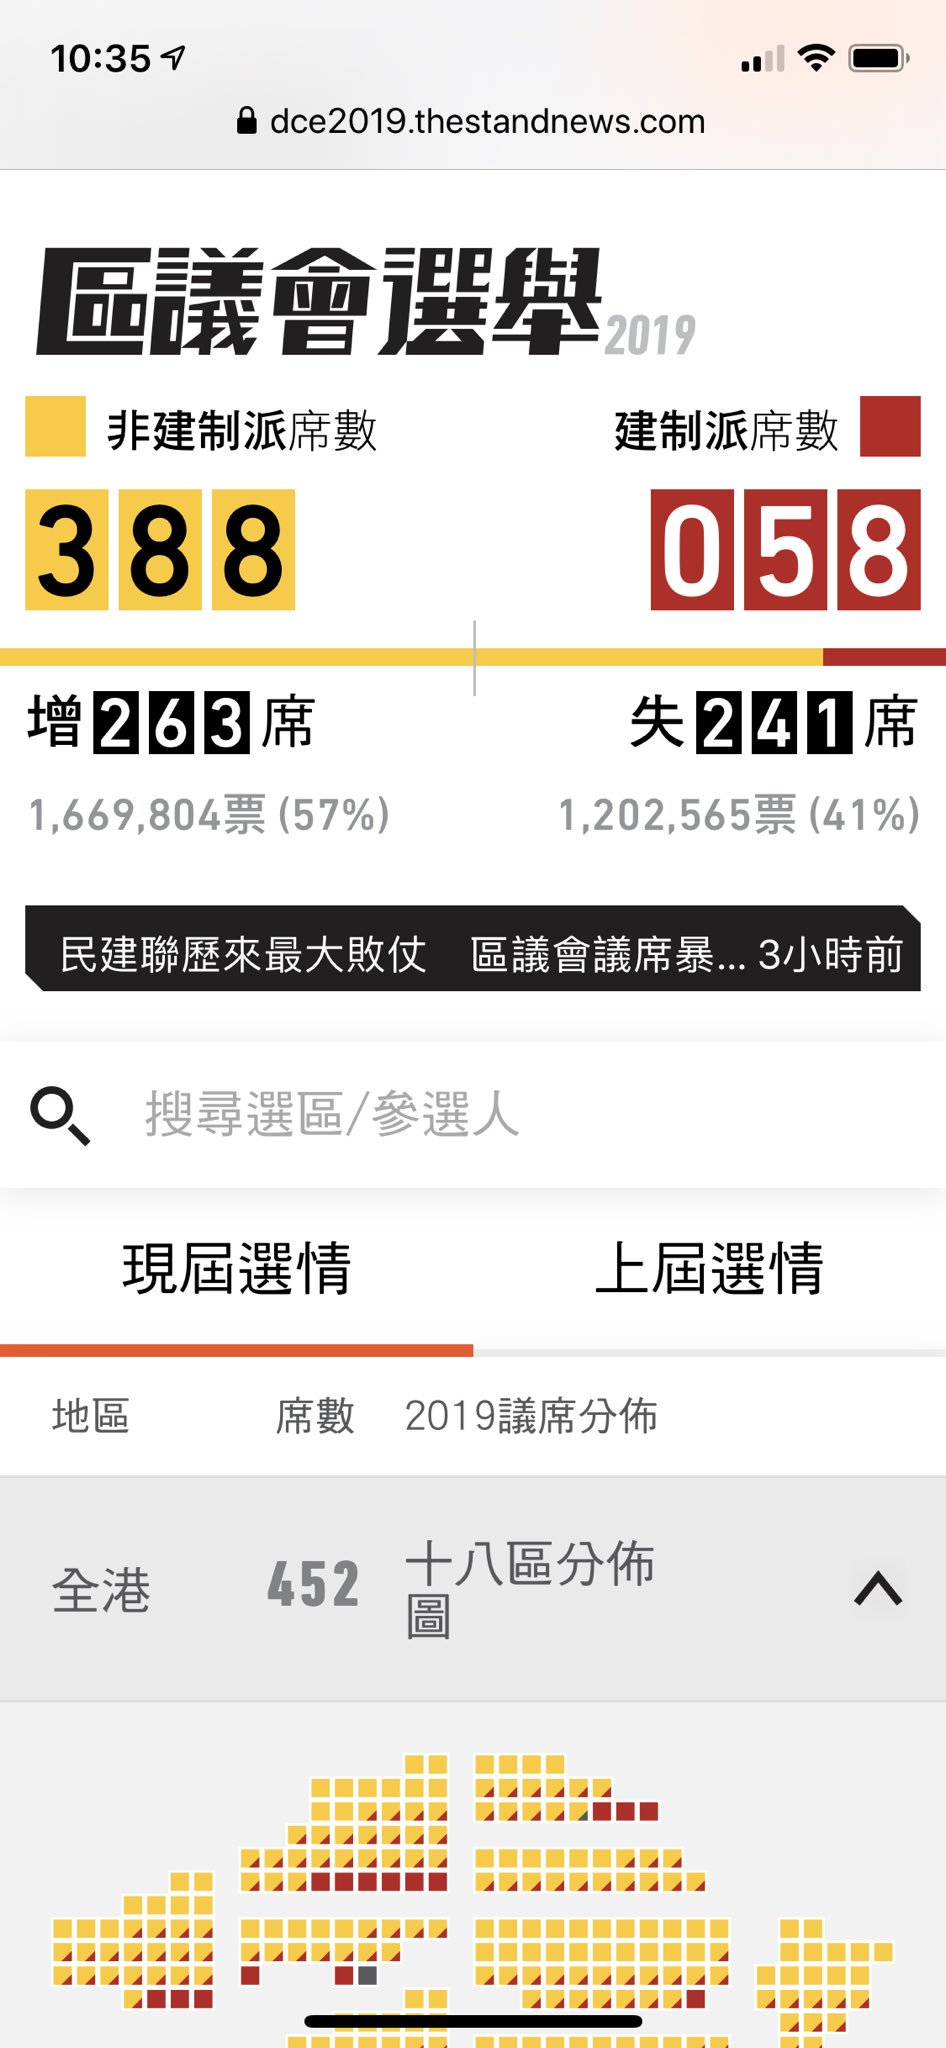 10:35
dce2019.thestandnews.com
區議會選舉2019
非建制派席數 建制派席數
388 058
增263席 失241席
1,669,804票 (57%) 1,202,565票 (41%)
民建聯歷來最大敗仗 區議會議席暴... 3小時前
搜尋選區/參選人
現屆選情 上屆選情
地區 席數 2019議席分佈
全港 452 十八區分佈
圖